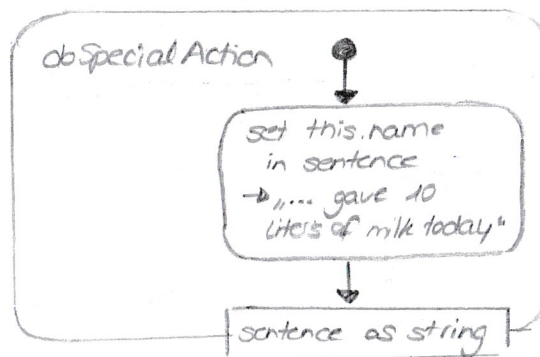 doSpecialAction
set this.name
in sentence
→ „... gave 10
liters of milk today"
sentence as string